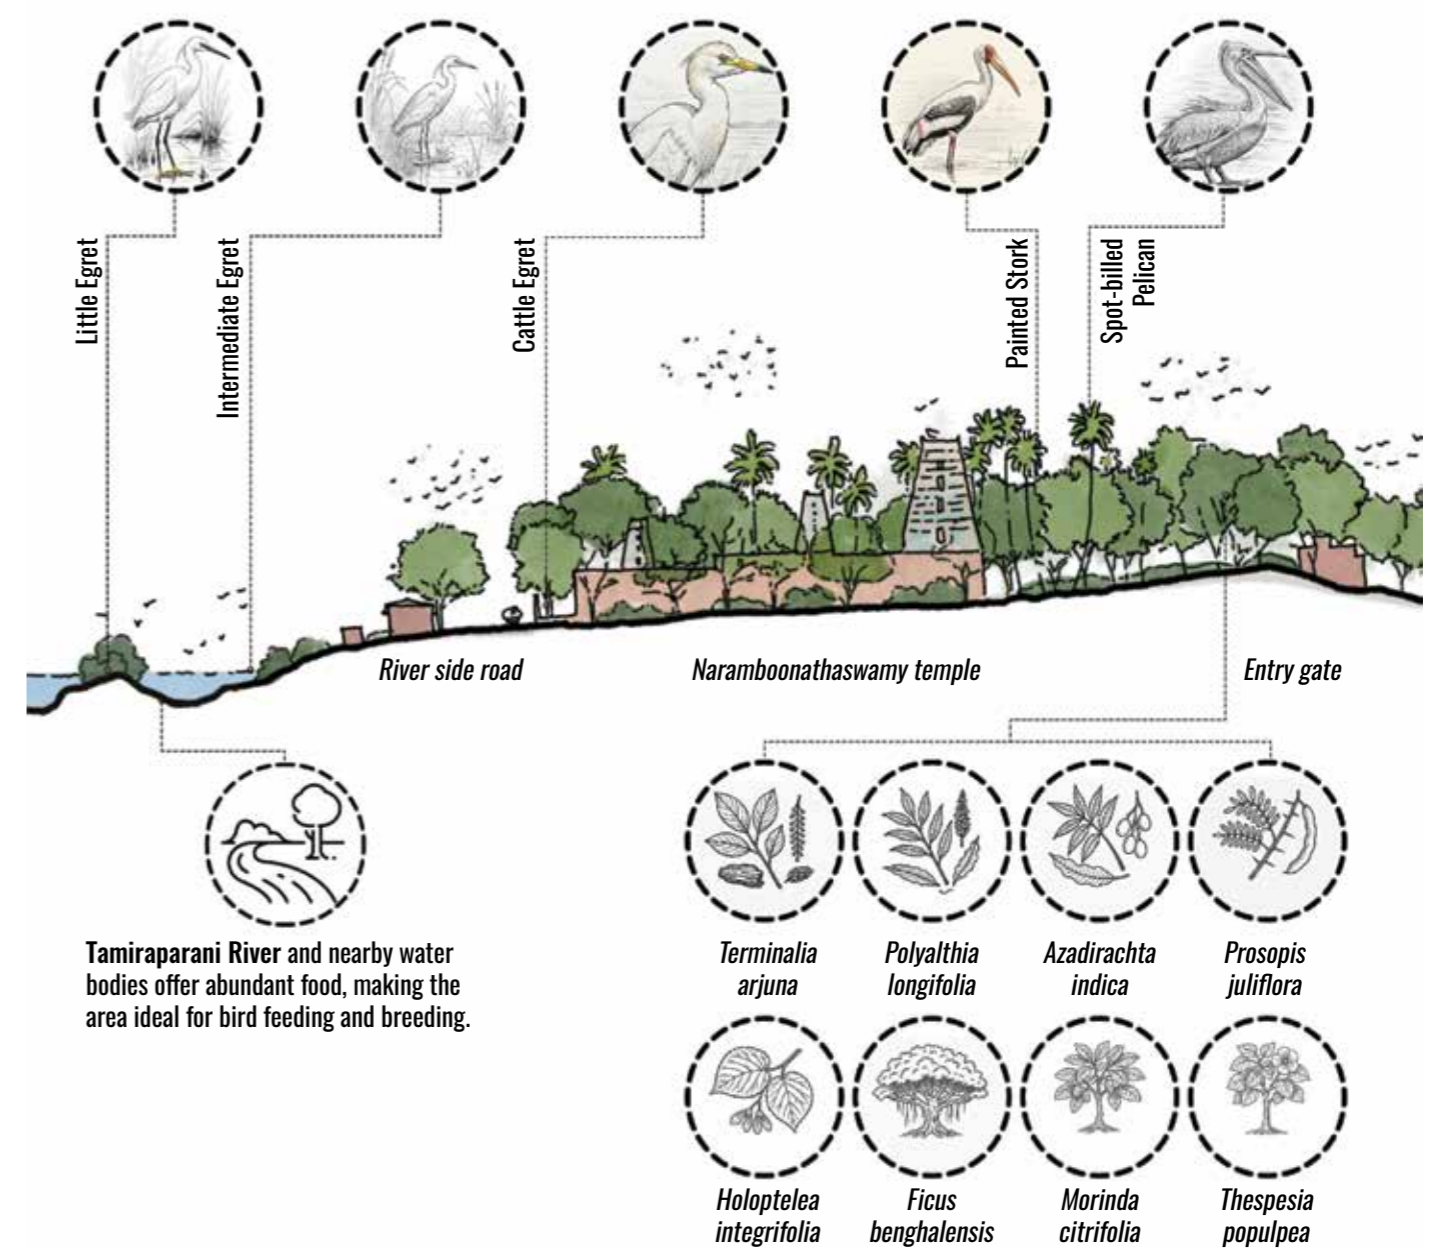 Little Egret
Intermediate Egret
Cattle Egret
Painted Stork
Spot-billed
Pelican
River side road
Naramboonathaswamy temple
Entry gate
Tamiraparani River and nearby water
bodies offer abundant food, making the
area ideal for bird feeding and breeding.
Terminalia
arjuna
Polyalthia
longifolia
Azadirachta
indica
Prosopis
juliflora
Holoptelea
integrifolia
Ficus
benghalensis
Morinda
citrifolia
Thespesia
populpea